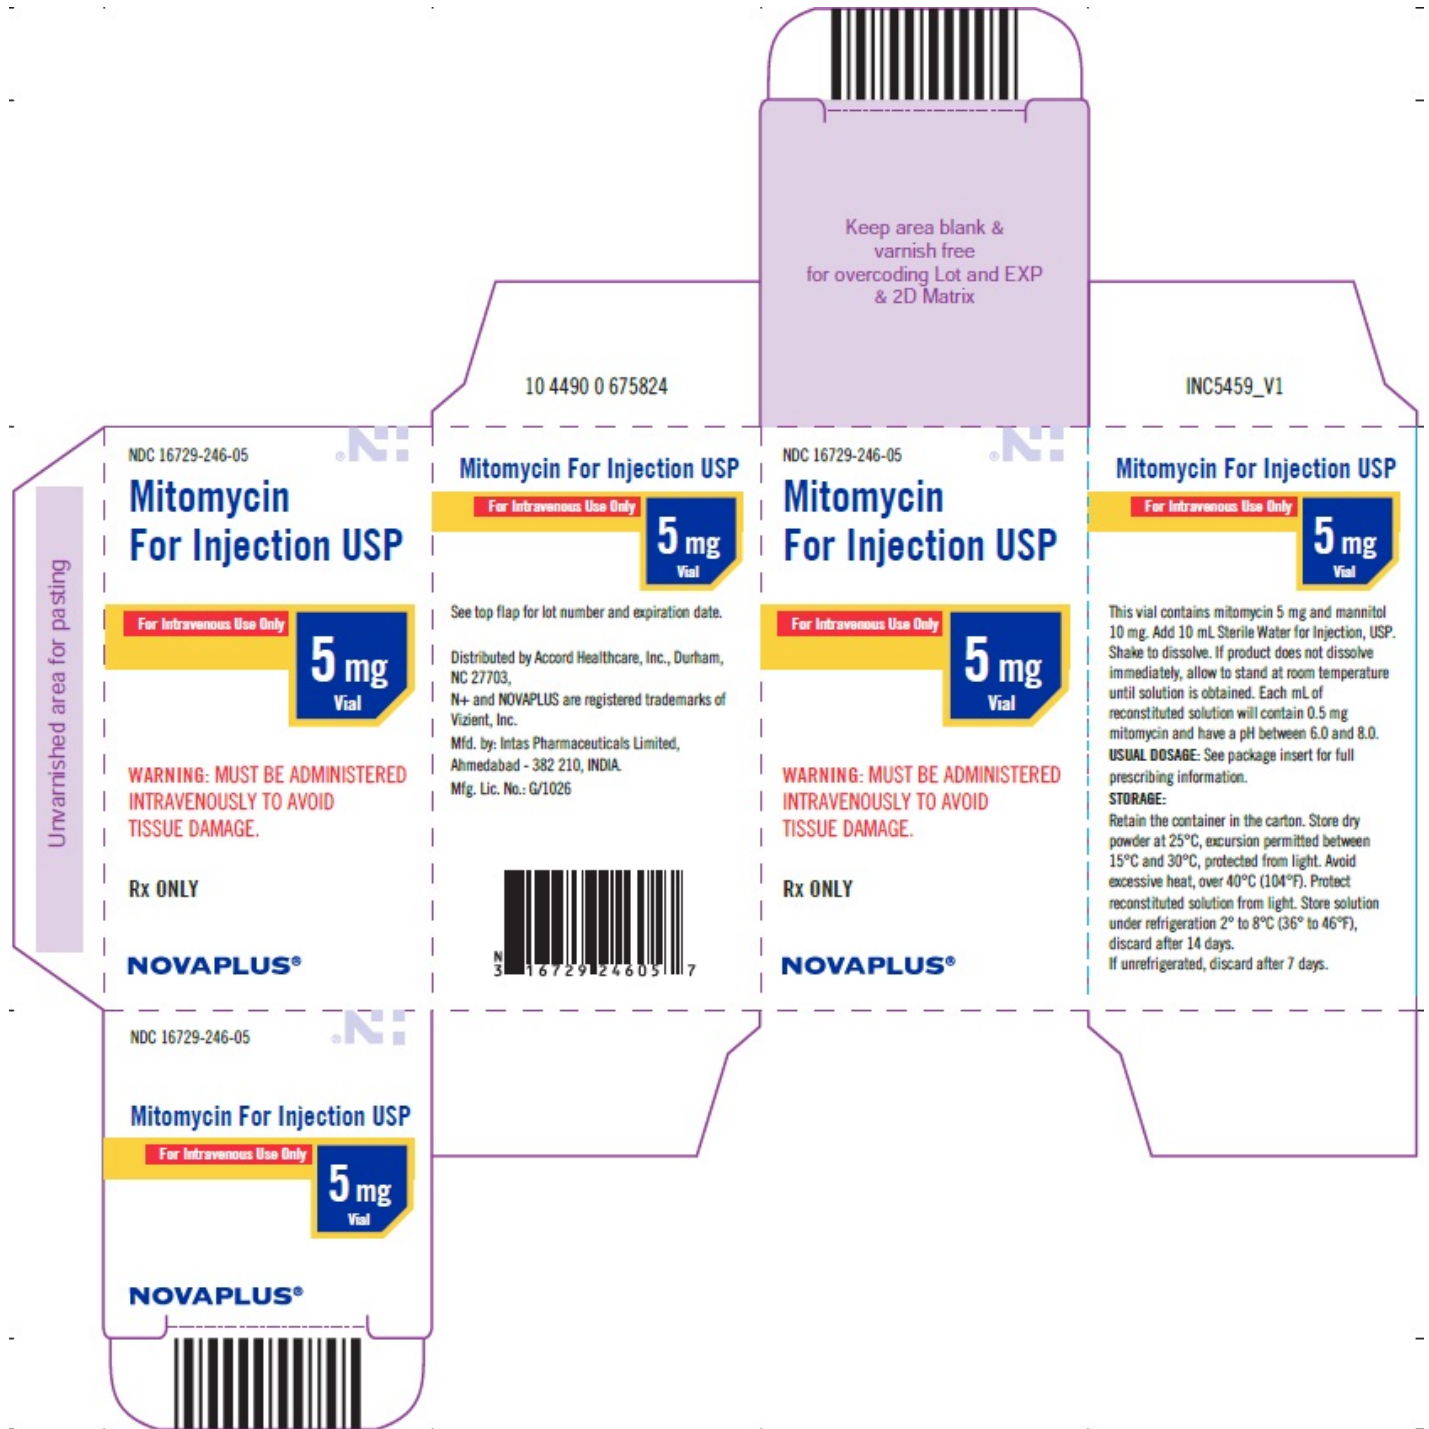 Keep area blank &
varnish free
for overcoding Lot and EXP
& 2D Matrix
10 4490 0 675824
INC5459_V1
Unvarnished area for pasting
NDC 16729-246-05
®N+
Mitomycin
For Injection USP
For Intravenous Use Only
5 mg
Vial
WARNING: MUST BE ADMINISTERED
INTRAVENOUSLY TO AVOID
TISSUE DAMAGE.
Rx ONLY
NOVAPLUS®
Mitomycin For Injection USP
For Intravenous Use Only
5 mg
Vial
See top flap for lot number and expiration date.
Distributed by Accord Healthcare, Inc., Durham,
NC 27703,
N+ and NOVAPLUS are registered trademarks of
Vizient, Inc.
Mfd. by: Intas Pharmaceuticals Limited,
Ahmedabad - 382 210, INDIA.
Mfg. Lic. No.: G/1026
N
3 16729 24605 7
NDC 16729-246-05
®N+
Mitomycin
For Injection USP
For Intravenous Use Only
5 mg
Vial
WARNING: MUST BE ADMINISTERED
INTRAVENOUSLY TO AVOID
TISSUE DAMAGE.
Rx ONLY
NOVAPLUS®
Mitomycin For Injection USP
For Intravenous Use Only
5 mg
Vial
This vial contains mitomycin 5 mg and mannitol
10 mg. Add 10 mL Sterile Water for Injection, USP.
Shake to dissolve. If product does not dissolve
immediately, allow to stand at room temperature
until solution is obtained. Each mL of
reconstituted solution will contain 0.5 mg
mitomycin and have a pH between 6.0 and 8.0.
USUAL DOSAGE: See package insert for full
prescribing information.
STORAGE:
Retain the container in the carton. Store dry
powder at 25°C, excursion permitted between
15°C and 30°C, protected from light. Avoid
excessive heat, over 40°C (104°F). Protect
reconstituted solution from light. Store solution
under refrigeration 2° to 8°C (36° to 46°F),
discard after 14 days.
If unrefrigerated, discard after 7 days.
NDC 16729-246-05
®N+
Mitomycin For Injection USP
For Intravenous Use Only
5 mg
Vial
NOVAPLUS®